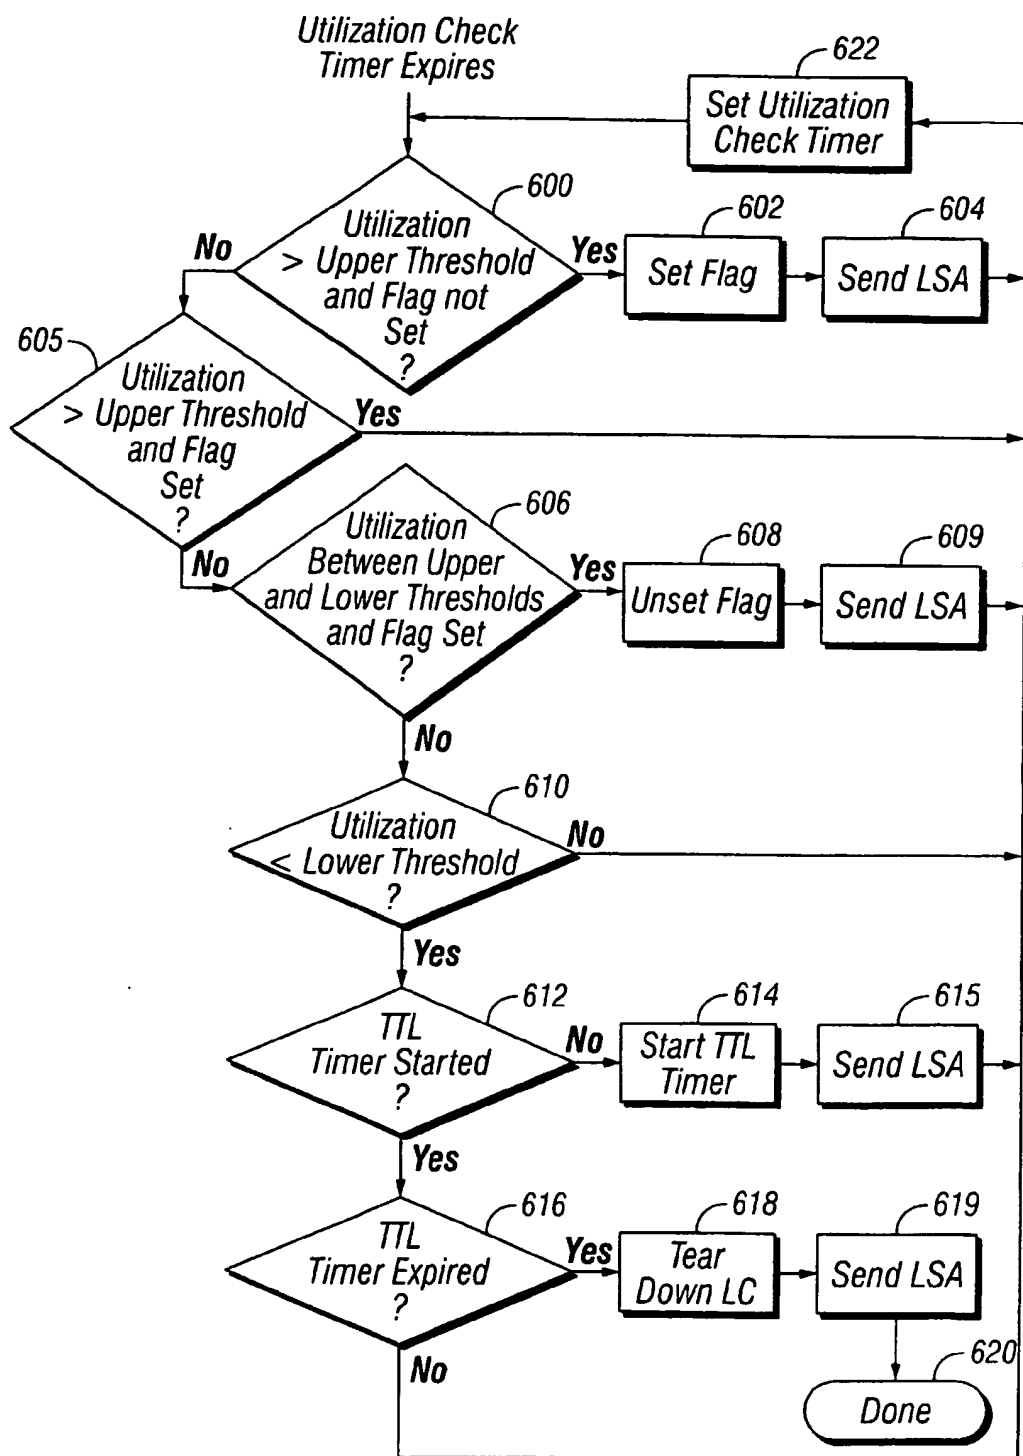 Utilization Check
Timer Expires
622
Set Utilization
Check Timer
600
Utilization
> Upper Threshold
and Flag not
Set
?
No
Yes
602
Set Flag
604
Send LSA
605
Utilization
> Upper Threshold
and Flag
Set
?
Yes
No
606
Utilization
Between Upper
and Lower Thresholds
and Flag Set
?
Yes
608
Unset Flag
609
Send LSA
No
610
Utilization
< Lower Threshold
?
No
Yes
612
TTL
Timer Started
?
No
614
Start TTL
Timer
615
Send LSA
Yes
616
TTL
Timer Expired
?
Yes
618
Tear
Down LC
619
Send LSA
No
620
Done